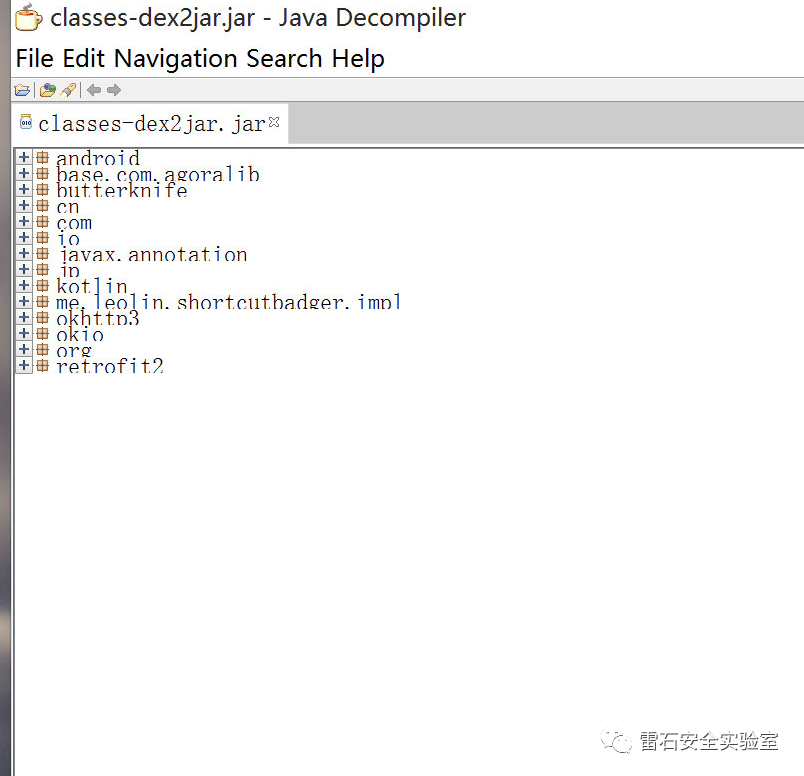 classes-dex2jar.jar - Java Decompiler
File Edit Navigation Search Help
classes-dex2jar.jar
android
base.com.agoralib
butterknife
cn
com
io
javax.annotation
jp
kotlin
me.leolin.shortcutbadger.impl
okhttp3
okio
org
retrofit2
雷石安全实验室